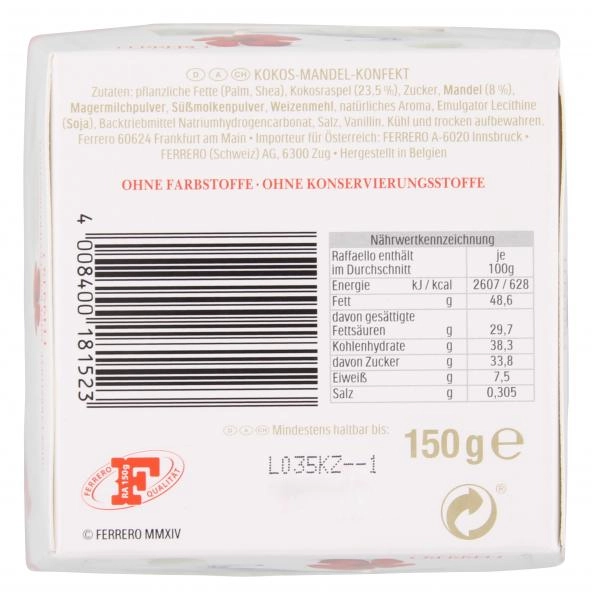 D A CH KOKOS-MANDEL-KONFEKT
Zutaten: pflanzliche Fette (Palm, Shea), Kokosraspel (23,5 %), Zucker, Mandel (8 %),
Magermilchpulver, Süßmolkenpulver, Weizenmehl, natürliches Aroma, Emulgator Lecithine
(Soja), Backtriebmittel Natriumhydrogencarbonat, Salz, Vanillin. Kühl und trocken aufbewahren.
Ferrero 60624 Frankfurt am Main • Importeur für Österreich: FERRERO A-6020 Innsbruck •
FERRERO (Schweiz) AG, 6300 Zug • Hergestellt in Belgien
OHNE FARBSTOFFE · OHNE KONSERVIERUNGSSTOFFE
4 008400 181523
Nährwertkennzeichnung
Raffaello enthält je
im Durchschnitt 100g
Energie kJ / kcal 2607 / 628
Fett g 48,6
davon gesättigte
Fettsäuren g 29,7
Kohlenhydrate g 38,3
davon Zucker g 33,8
Eiweiß g 7,5
Salz g 0,305
D A CH Mindestens haltbar bis:
150 g e
L035KZ--1
FERRERO
RA 150g
F
QUALITÄT
®
© FERRERO MMXIV